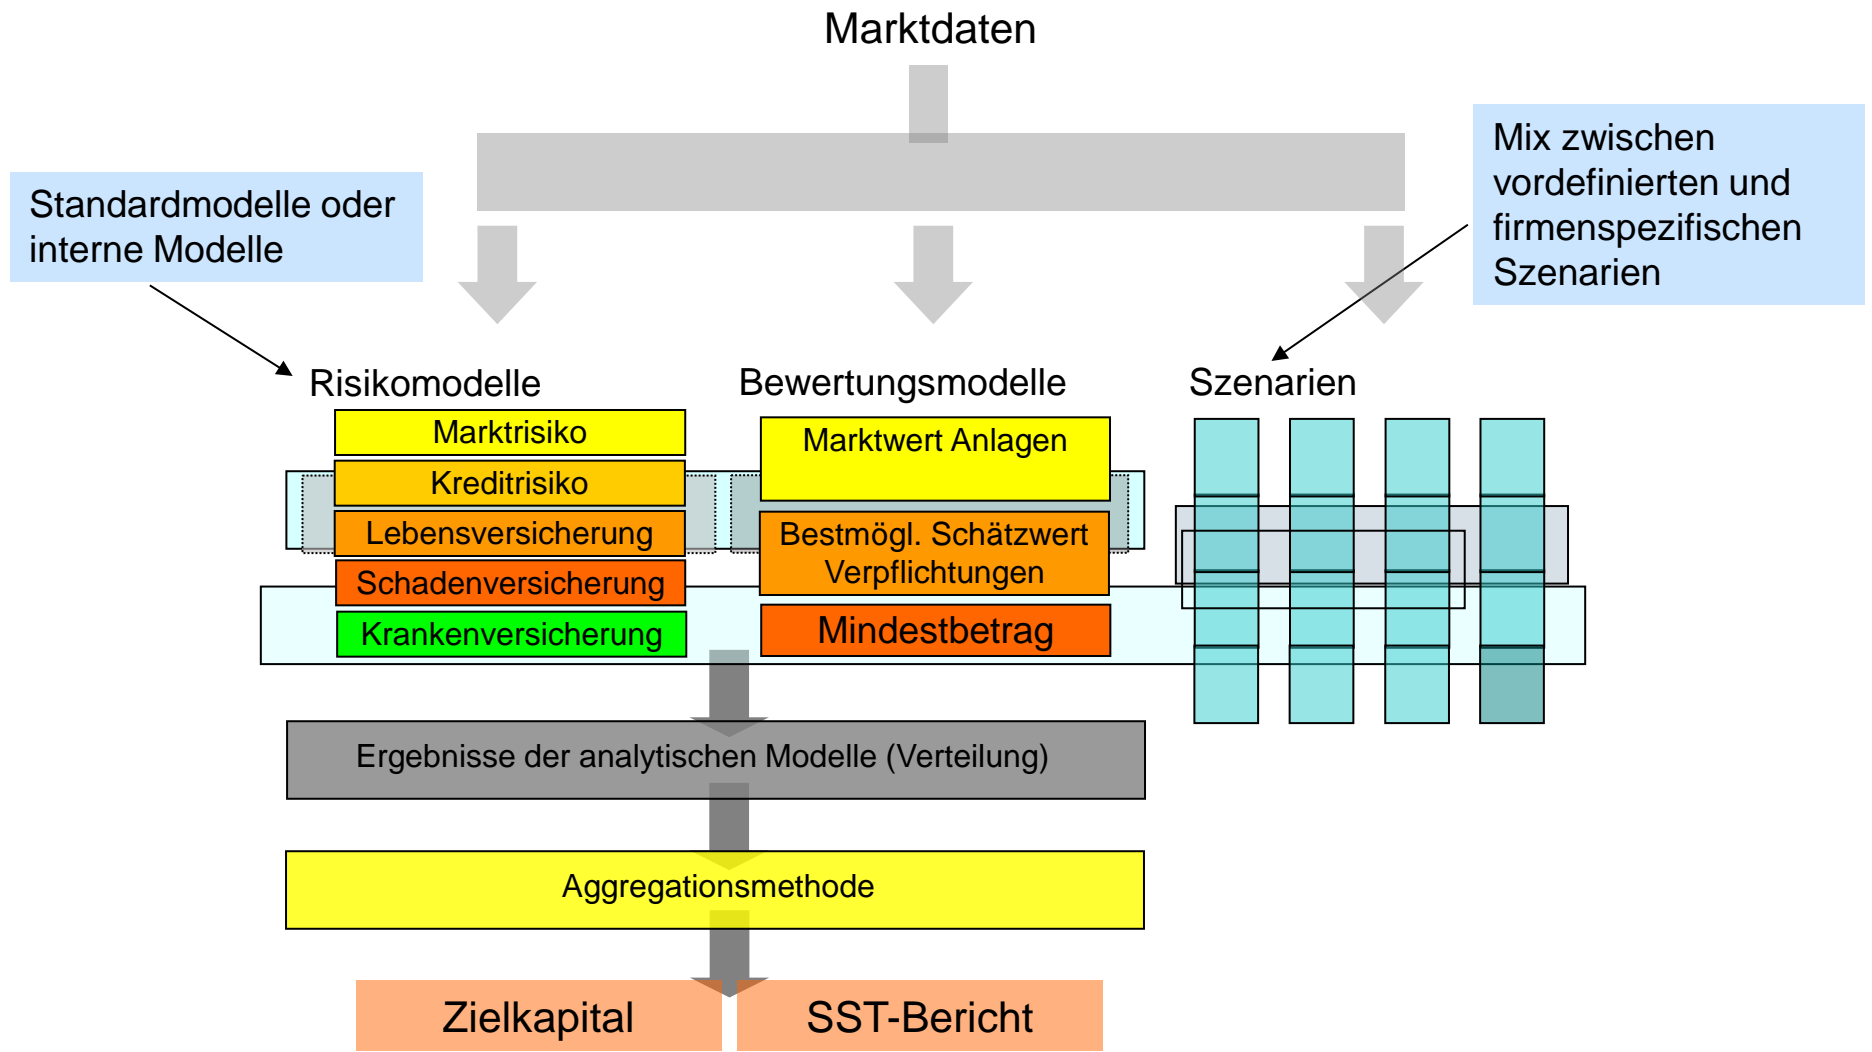 Marktdaten
Standardmodelle oder
interne Modelle
Mix zwischen
vordefinierten und
firmenspezifischen
Szenarien
Risikomodelle
Marktrisiko
Kreditrisiko
Lebensversicherung
Schadenversicherung
Krankenversicherung
Bewertungsmodelle
Marktwert Anlagen
Bestmögl. Schätzwert
Verpflichtungen
Mindestbetrag
Szenarien
Ergebnisse der analytischen Modelle (Verteilung)
Aggregationsmethode
Zielkapital
SST-Bericht